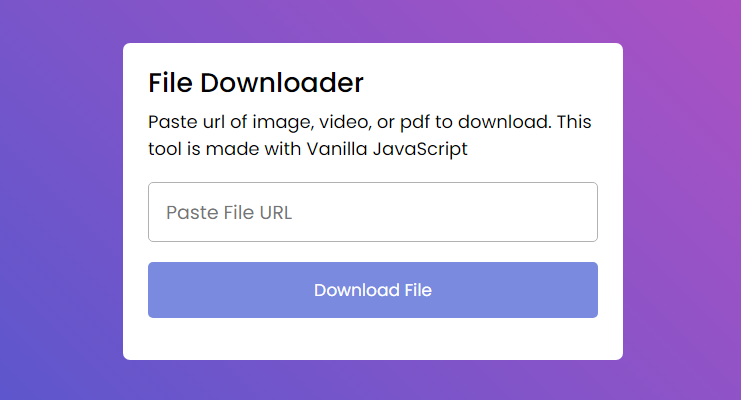 File Downloader
Paste url of image, video, or pdf to download. This
tool is made with Vanilla JavaScript
Paste File URL
Download File